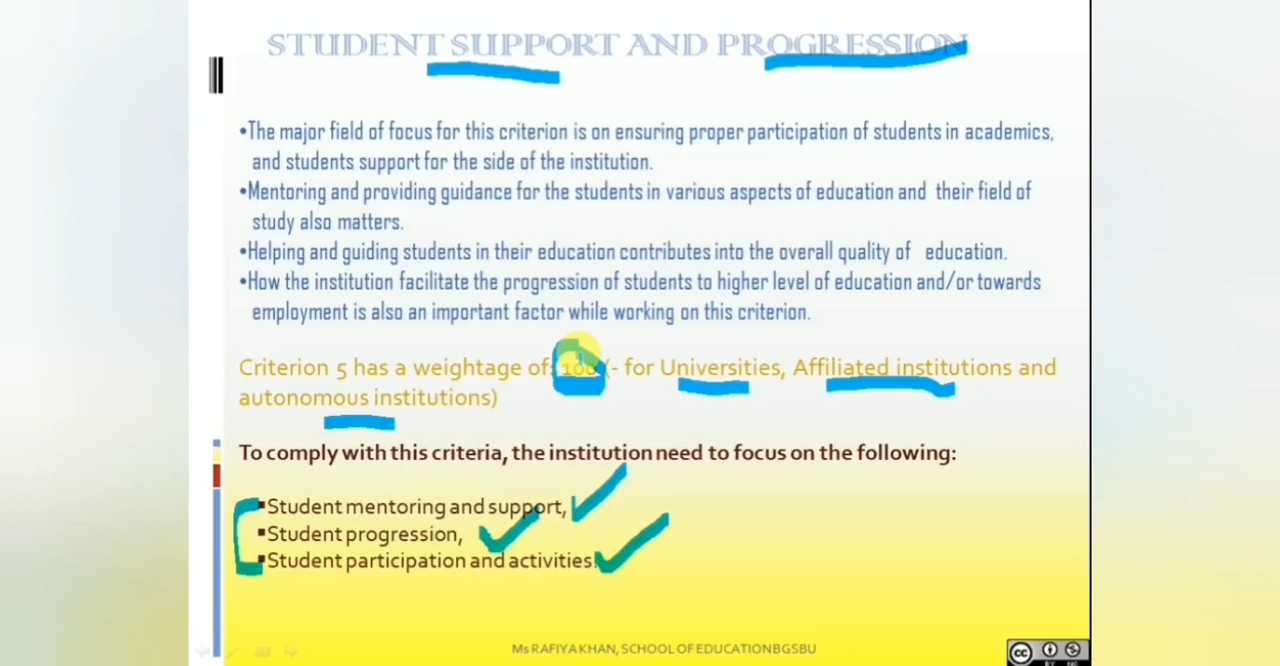 STUDENT SUPPORT AND PROGRESSION
•The major field of focus for this criterion is on ensuring proper participation of students in academics,
and students support for the side of the institution.
•Mentoring and providing guidance for the students in various aspects of education and their field of
study also matters.
•Helping and guiding students in their education contributes into the overall quality of education.
•How the institution facilitate the progression of students to higher level of education and/or towards
employment is also an important factor while working on this criterion.
Criterion 5 has a weightage of: 100 (- for Universities, Affiliated institutions and
autonomous institutions)
To comply with this criteria, the institution need to focus on the following:
▪Student mentoring and support,
▪Student progression,
▪Student participation and activities.
Ms RAFIYA KHAN, SCHOOL OF EDUCATION BGSBU
cc
BY NC